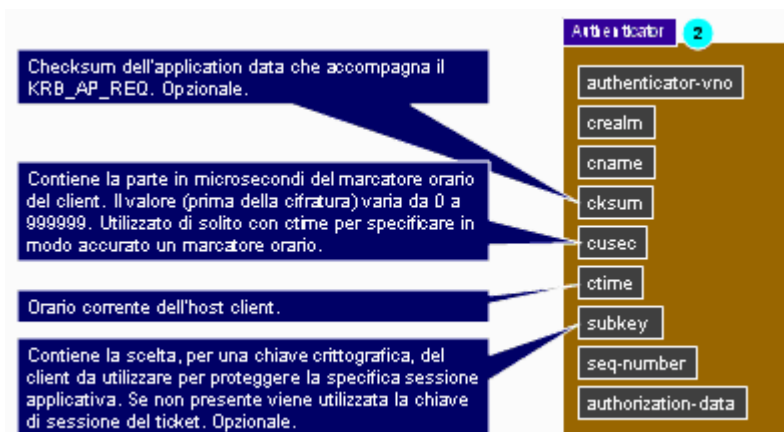 Authenticator 2
Checksum dell'application data che accompagna il
KRB_AP_REQ. Opzionale.
Contiene la parte in microsecondi del marcatore orario
del client. Il valore (prima della cifratura) varia da 0 a
999999. Utilizzato di solito con ctime per specificare in
modo accurato un marcatore orario.
Orario corrente dell'host client.
Contiene la scelta, per una chiave crittografica, del
client da utilizzare per proteggere la specifica sessione
applicativa. Se non presente viene utilizzata la chiave
di sessione del ticket. Opzionale.
authenticator-vno
crealm
cname
cksum
cusec
ctime
subkey
seq-number
authorization-data